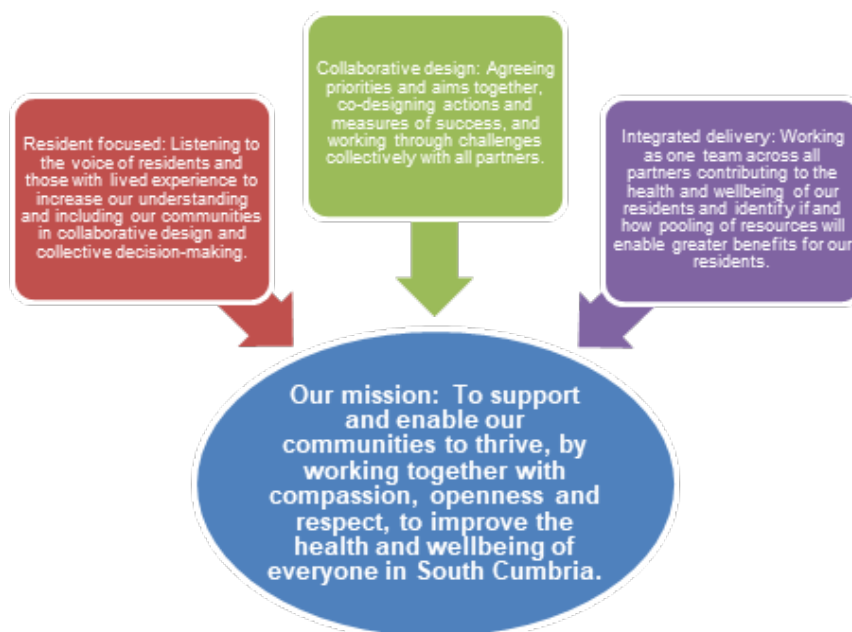 Resident focused: Listening to
the voice of residents and
those with lived experience to
increase our understanding
and including our communities
in collaborative design and
collective decision-making.
Collaborative design: Agreeing
priorities and aims together,
co-designing actions and
measures of success, and
working through challenges
collectively with all partners.
Integrated delivery: Working
as one team across all
partners contributing to the
health and wellbeing of our
residents and identify if and
how pooling of resources will
enable greater benefits for our
residents.
Our mission: To support
and enable our
communities to thrive, by
working together with
compassion, openness and
respect, to improve the
health and wellbeing of
everyone in South Cumbria.